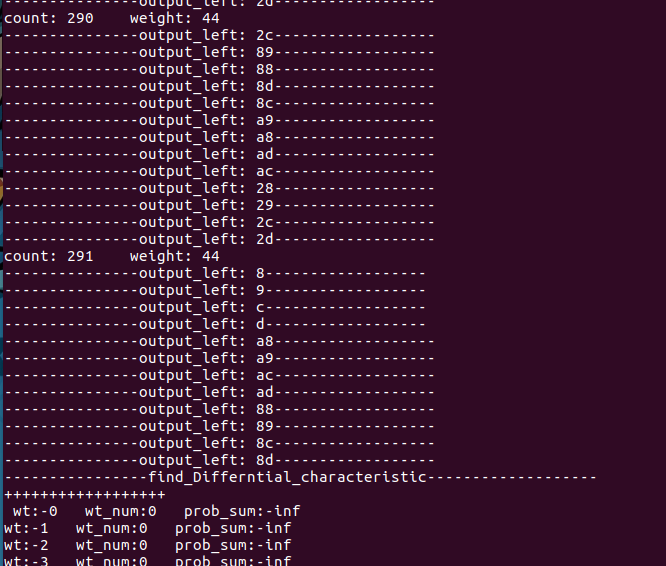 ---------------output_left: 2d------------------
count: 290    weight: 44
---------------output_left: 2c------------------
---------------output_left: 89------------------
---------------output_left: 88------------------
---------------output_left: 8d------------------
---------------output_left: 8c------------------
---------------output_left: a9------------------
---------------output_left: a8------------------
---------------output_left: ad------------------
---------------output_left: ac------------------
---------------output_left: 28------------------
---------------output_left: 29------------------
---------------output_left: 2c------------------
---------------output_left: 2d------------------
count: 291    weight: 44
---------------output_left: 8------------------
---------------output_left: 9------------------
---------------output_left: c------------------
---------------output_left: d------------------
---------------output_left: a8------------------
---------------output_left: a9------------------
---------------output_left: ac------------------
---------------output_left: ad------------------
---------------output_left: 88------------------
---------------output_left: 89------------------
---------------output_left: 8c------------------
---------------output_left: 8d------------------
----------------find_Differntial_characteristic-------------------
++++++++++++++++++
 wt:-0   wt_num:0    prob_sum:-inf
wt:-1   wt_num:0   prob_sum:-inf
wt:-2   wt_num:0   prob_sum:-inf
wt:-3   wt_num:0   prob_sum:-inf